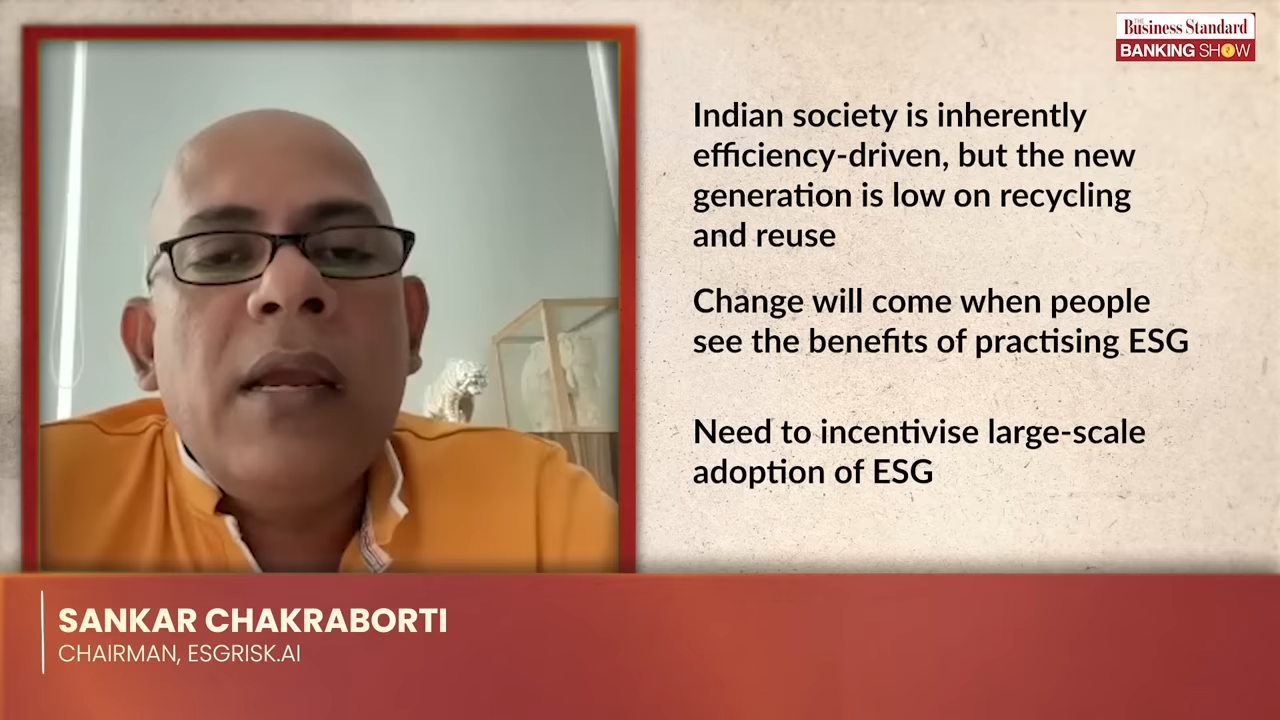 THE
Business Standard
BANKING SHOW
Indian society is inherently
efficiency-driven, but the new
generation is low on recycling
and reuse
Change will come when people
see the benefits of practising ESG
Need to incentivise large-scale
adoption of ESG
SANKAR CHAKRABORTI
CHAIRMAN, ESGRISK.AI